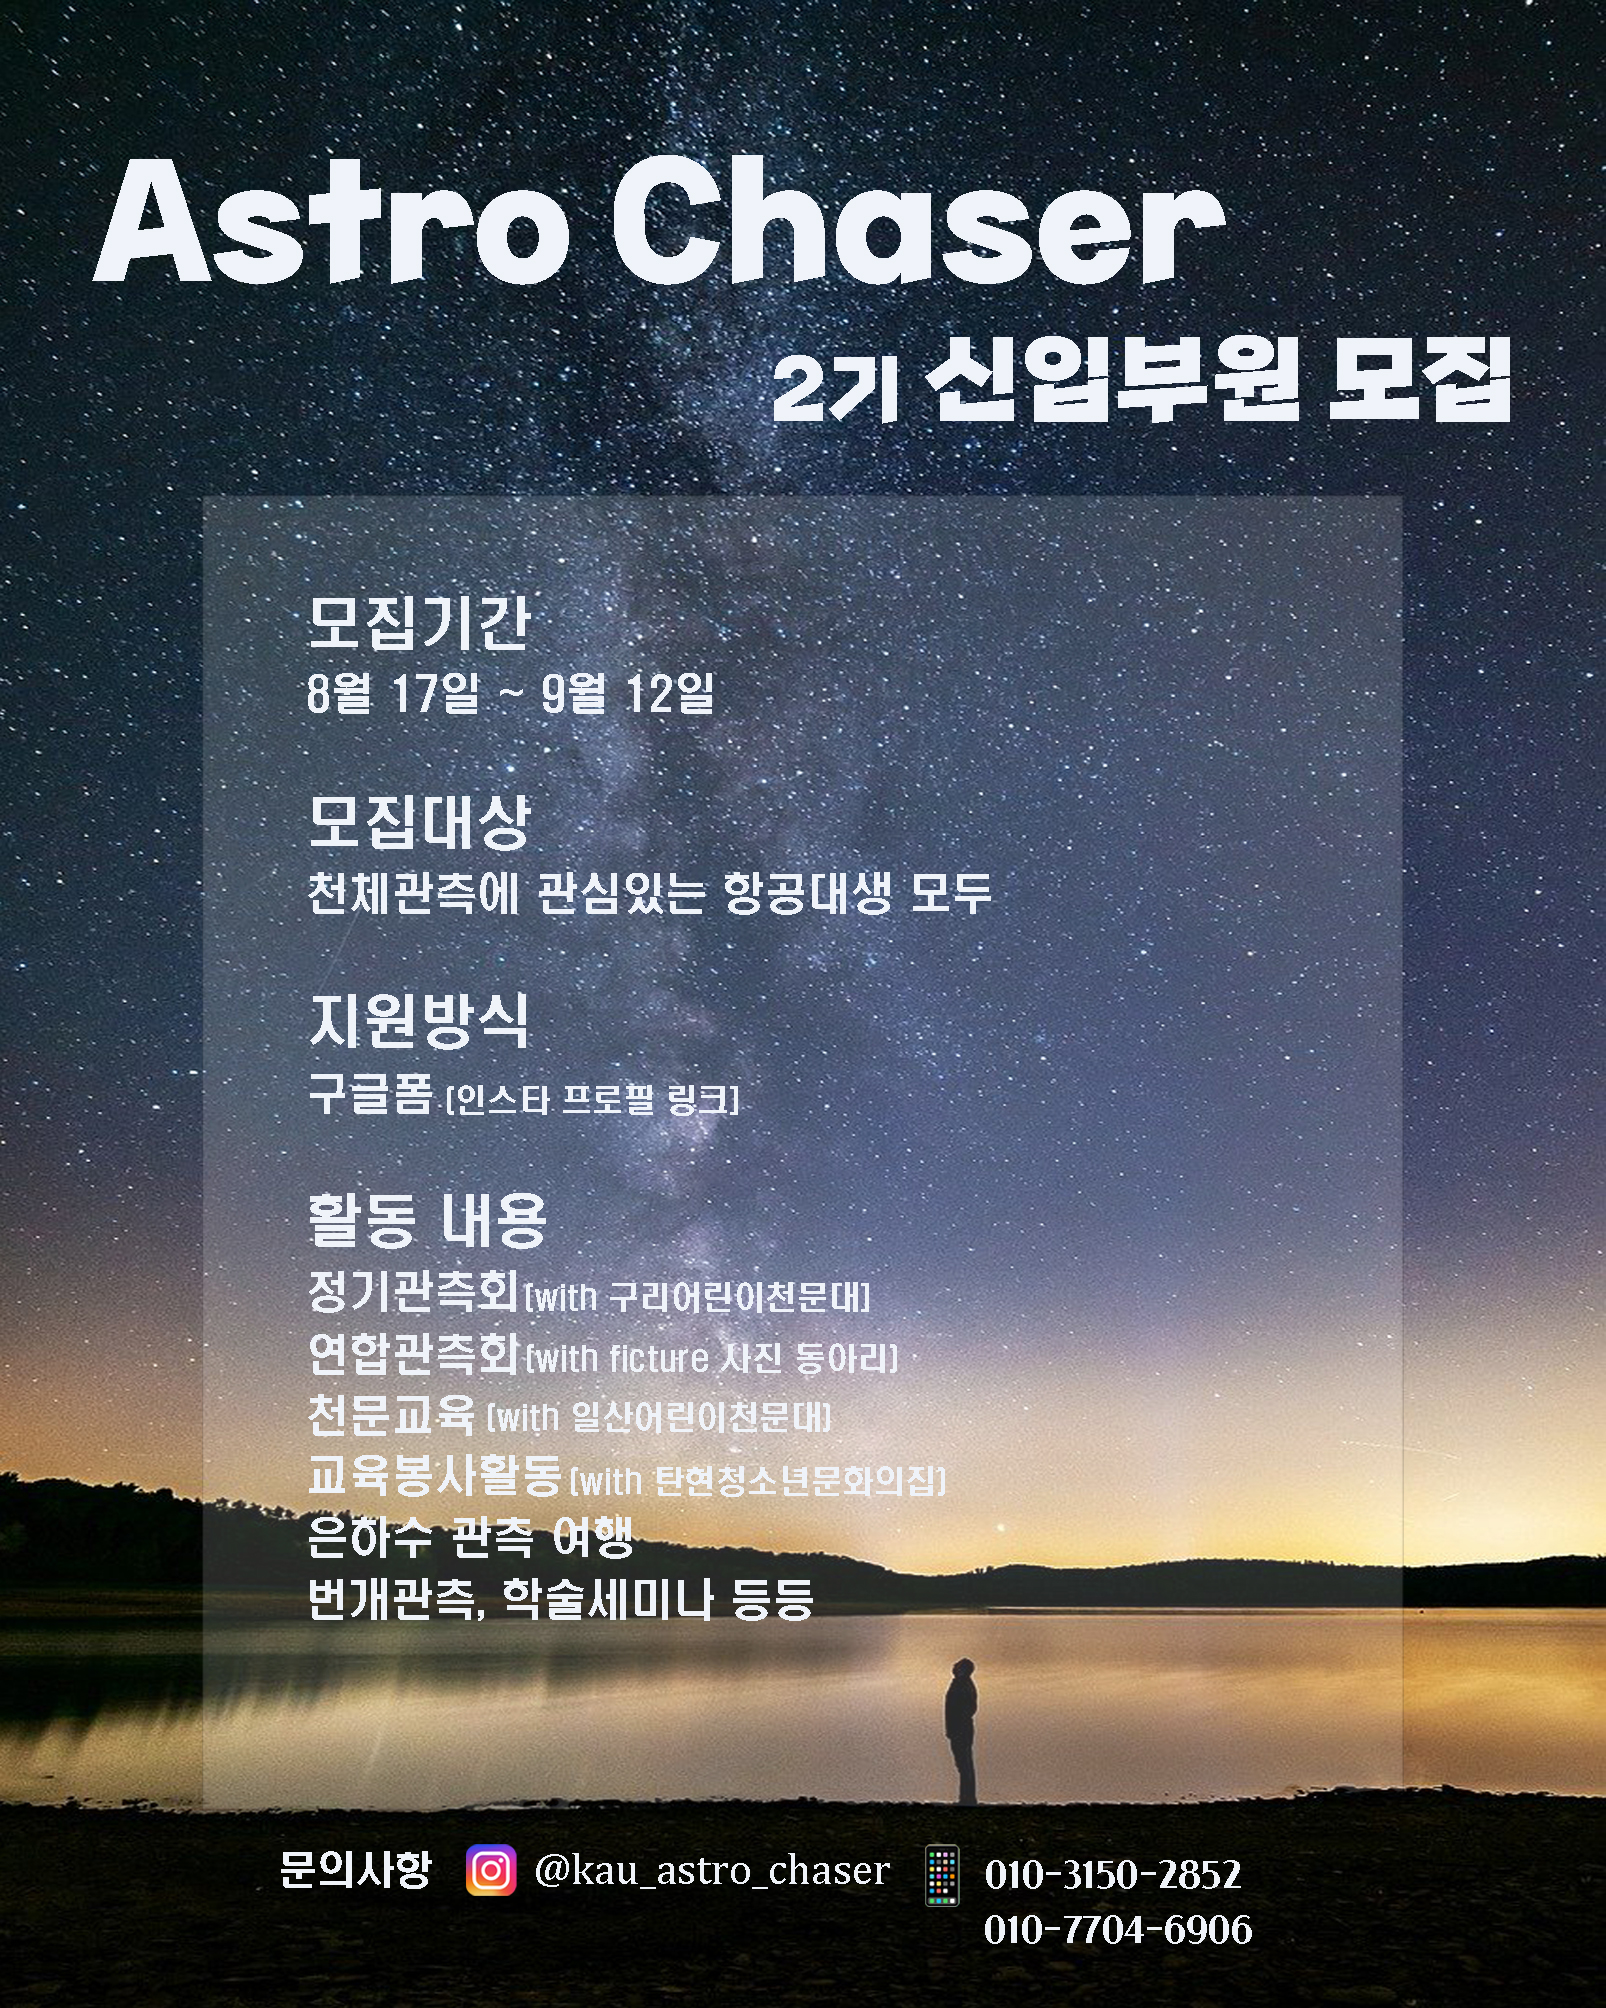 Astro Chaser
2기 신입부원 모집
모집기간
8월 17일 ~ 9월 12일
모집대상
천체관측에 관심있는 항공대생 모두
지원방식
구글폼 [인스타 프로필 링크]
활동 내용
정기관측회[with 구리어린이천문대]
연합관측회[with ficture 사진 동아리]
천문교육 [with 일산어린이천문대]
교육봉사활동[with 탄현청소년문화의집]
은하수 관측 여행
번개관측, 학술세미나 등등
문의사항 @kau_astro_chaser 010-3150-2852
010-7704-6906